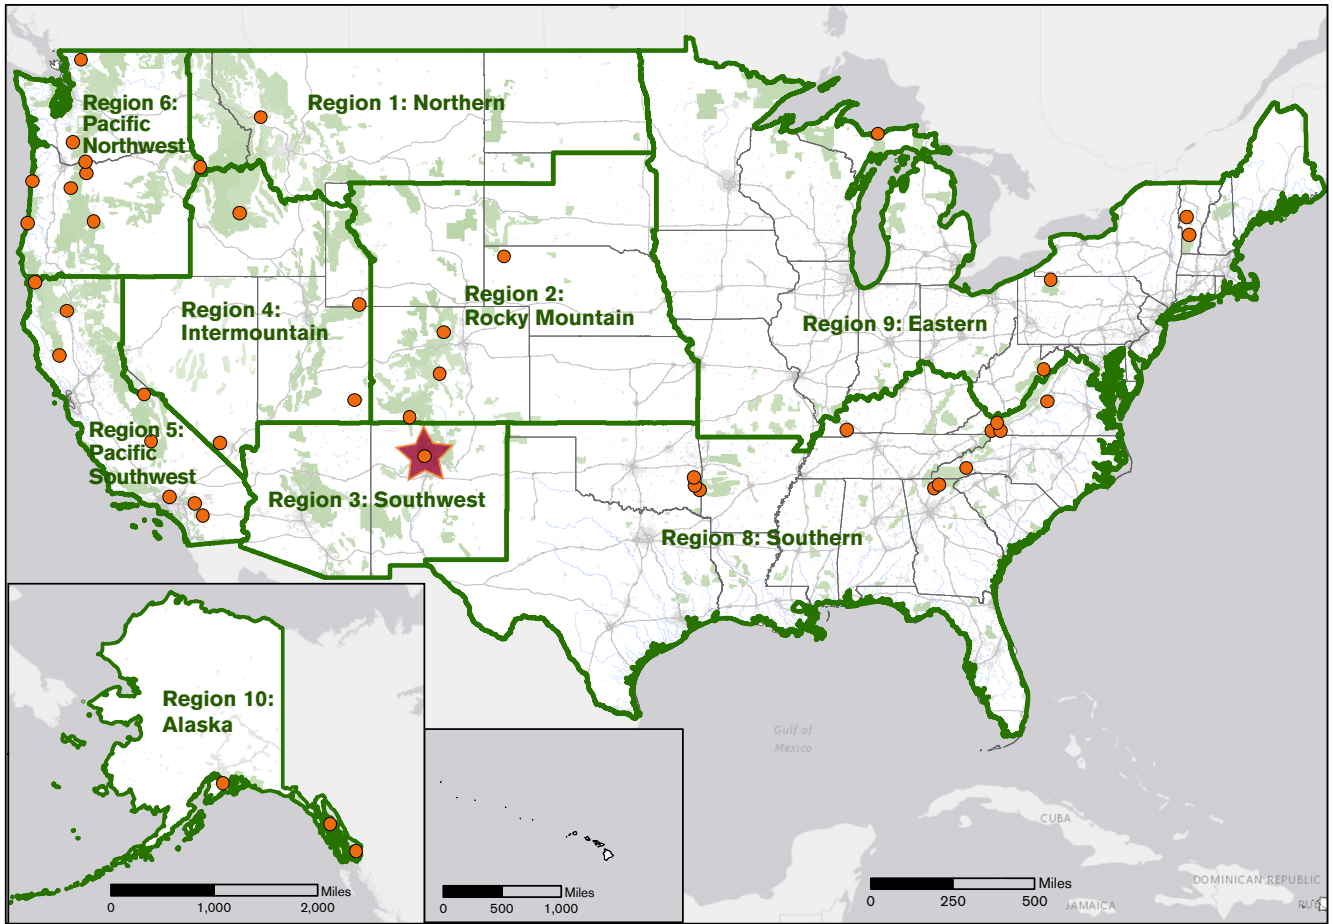 Region 6:
Pacific
Northwest
Region 1: Northern
Region 4:
Intermountain
Region 2:
Rocky Mountain
Region 9: Eastern
Region 5:
Pacific
Southwest
Region 3: Southwest
Region 8: Southern
Region 10:
Alaska
Gulf of
Mexico
CUBA
DOMINICAN REPUBLIC
JAMAICA
Miles
0 1,000 2,000
Miles
0 500 1,000
Miles
0 250 500